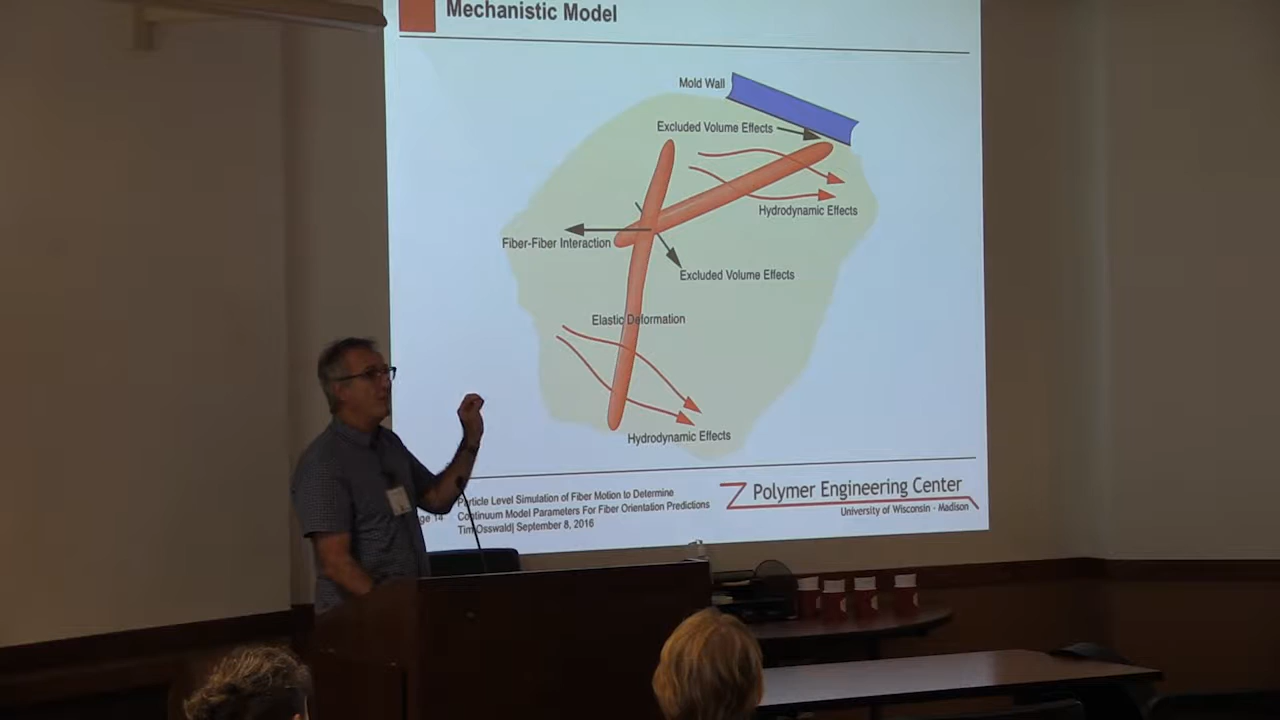 Mechanistic Model
Mold Wall
Excluded Volume Effects
Hydrodynamic Effects
Fiber-Fiber Interaction
Excluded Volume Effects
Elastic Deformation
Hydrodynamic Effects
Particle Level Simulation of Fiber Motion to Determine
14 Continuum Model Parameters For Fiber Orientation Predictions
Tim Osswald| September 8, 2016
Polymer Engineering Center
University of Wisconsin - Madison